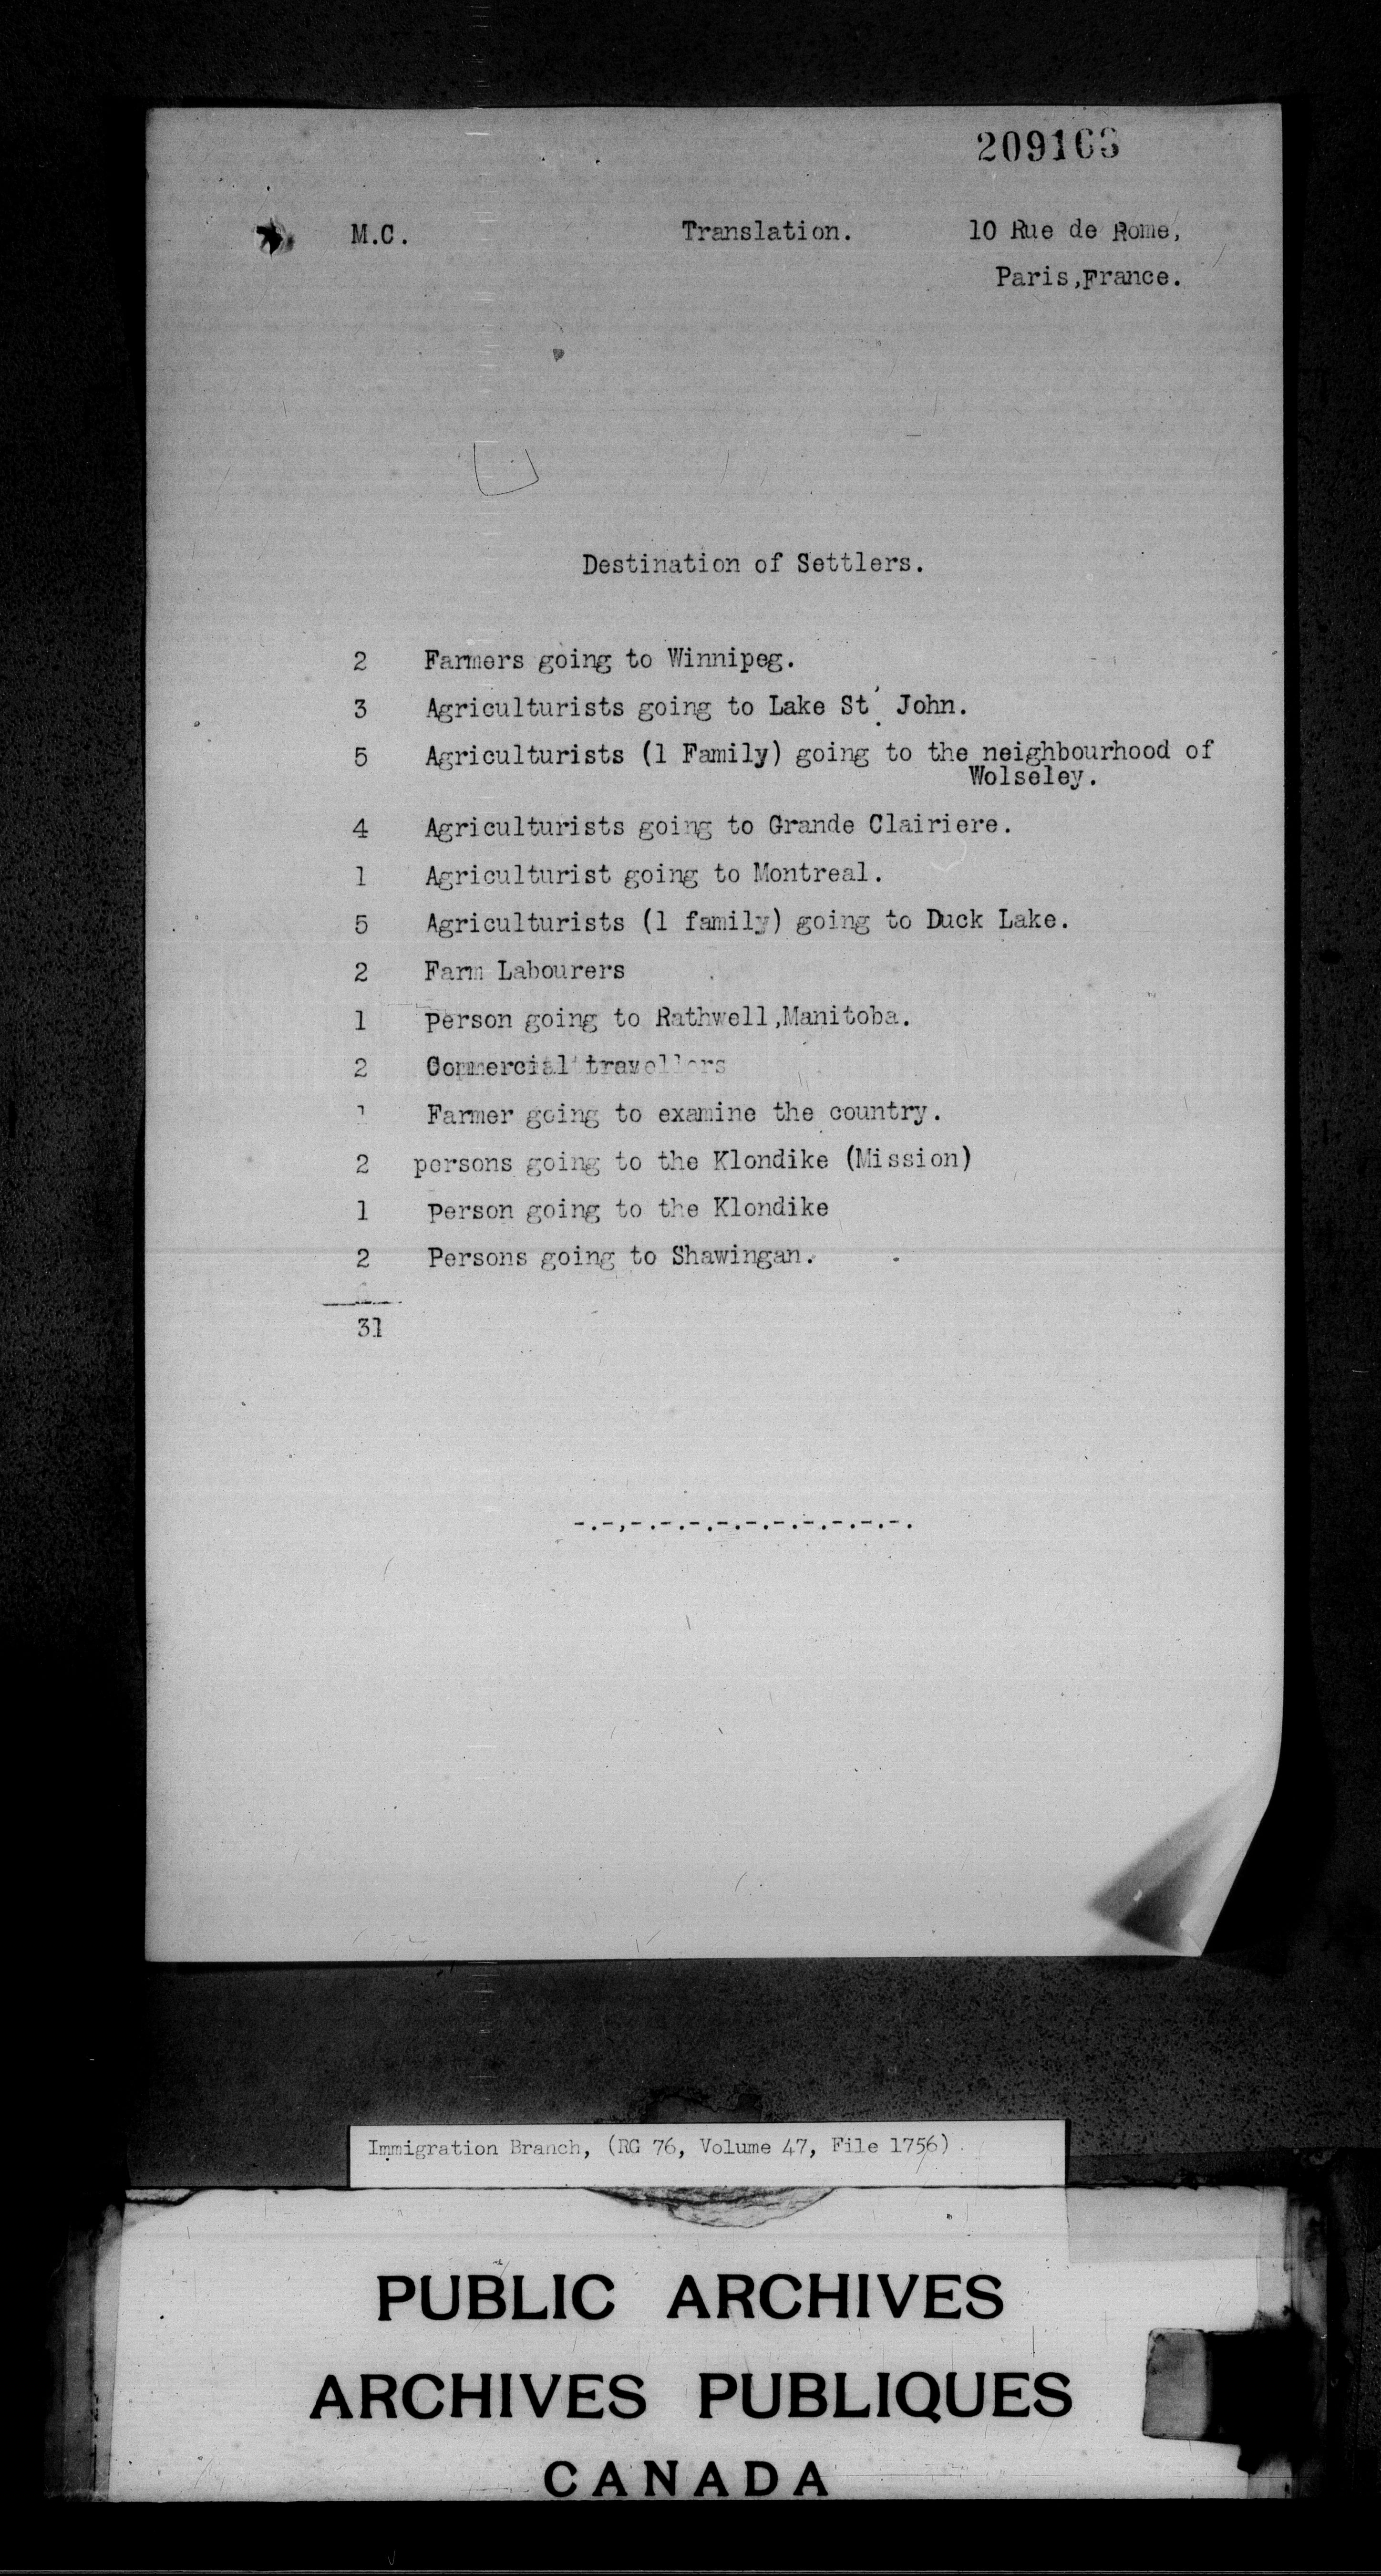 209163
M.C. Translation. 10 Rue de Rome,
Paris,France.
Destination of Settlers.
2 Farmers going to Winnipeg.
3 Agriculturists going to Lake St. John.
5 Agriculturists (1 Family) going to the neighbourhood of
Wolseley.
4 Agriculturists going to Grande Clairiere.
1 Agriculturist going to Montreal.
5 Agriculturists (1 family) going to Duck Lake.
2 Farm Labourers
1 Person going to Rathwell,Manitoba.
2 Commercial travellers
1 Farmer going to examine the country.
2 persons going to the Klondike (Mission)
1 Person going to the Klondike
2 Persons going to Shawingan.
31
-.-,-.-.-.-.-.-.-.-.-.-.
Immigration Branch, (RG 76, Volume 47, File 1756)
PUBLIC ARCHIVES
ARCHIVES PUBLIQUES
CANADA